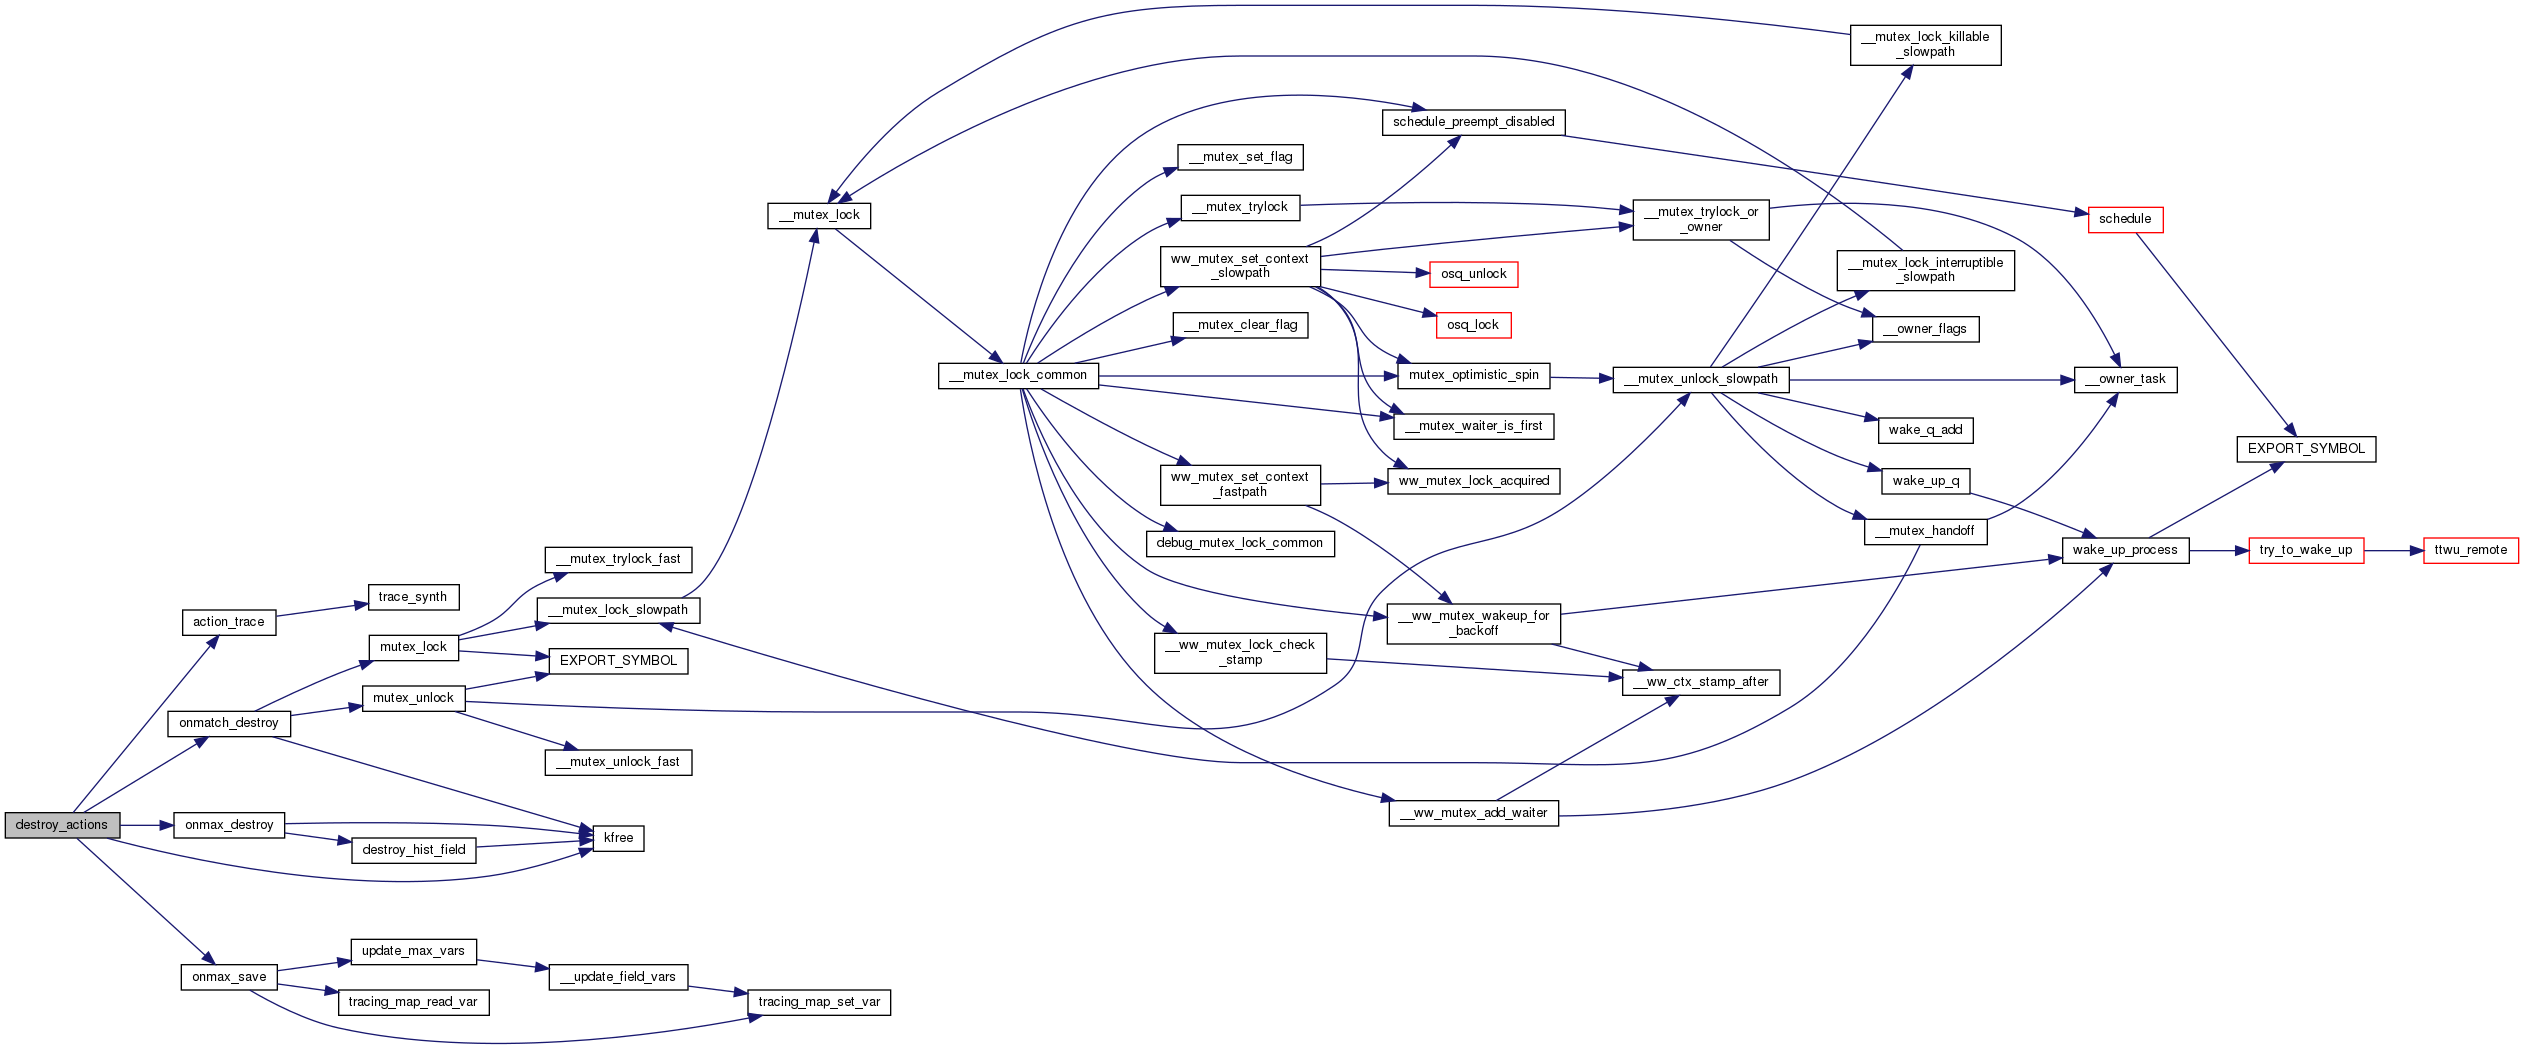 __mutex_lock_killable
_slowpath
schedule_preempt_disabled
__mutex_set_flag
__mutex_trylock
__mutex_lock
__mutex_trylock_or
_owner
schedule
ww_mutex_set_context
_slowpath
osq_unlock
__mutex_lock_interruptible
_slowpath
__mutex_clear_flag
osq_lock
__owner_flags
__mutex_lock_common
mutex_optimistic_spin
__mutex_unlock_slowpath
__owner_task
__mutex_waiter_is_first
wake_q_add
EXPORT_SYMBOL
ww_mutex_set_context
_fastpath
ww_mutex_lock_acquired
wake_up_q
debug_mutex_lock_common
__mutex_handoff
wake_up_process
try_to_wake_up
ttwu_remote
__mutex_trylock_fast
trace_synth
__mutex_lock_slowpath
action_trace
mutex_lock
EXPORT_SYMBOL
__ww_mutex_wakeup_for
_backoff
__ww_mutex_lock_check
_stamp
__ww_ctx_stamp_after
mutex_unlock
onmatch_destroy
__mutex_unlock_fast
__ww_mutex_add_waiter
destroy_actions
onmax_destroy
kfree
destroy_hist_field
update_max_vars
onmax_save
__update_field_vars
tracing_map_read_var
tracing_map_set_var